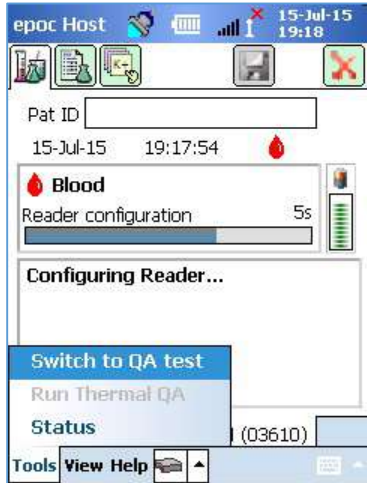 epoc Host 15-Jul-15
19:18
K+
Pat ID
15-Jul-15 19:17:54
Blood
Reader configuration 5s
Configuring Reader...
Switch to QA test
Run Thermal QA
Status
(03610)
Tools View Help